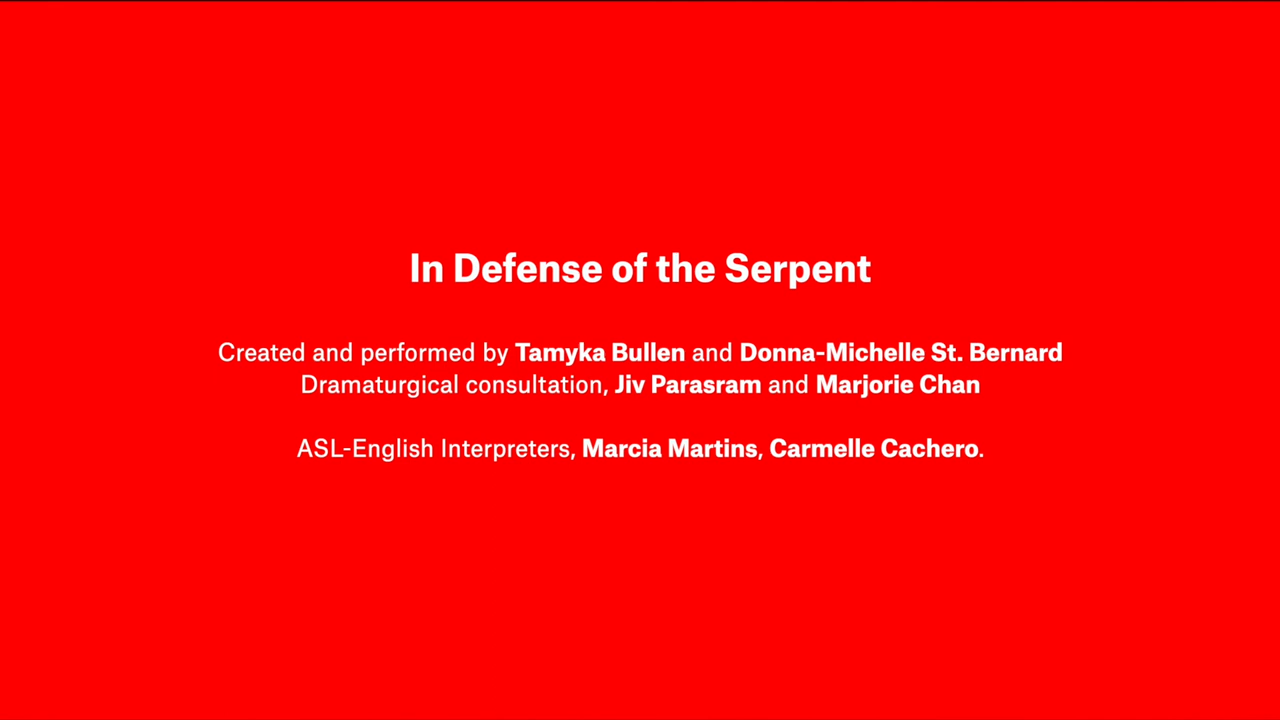 In Defense of the Serpent
Created and performed by Tamyka Bullen and Donna-Michelle St. Bernard
Dramaturgical consultation, Jiv Parasram and Marjorie Chan
ASL-English Interpreters, Marcia Martins, Carmelle Cachero.